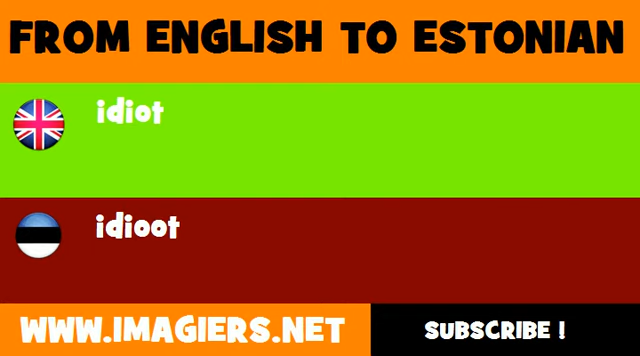 FROM ENGLISH TO ESTONIAN
idiot
idioot
WWW.IMAGIERS.NET
SUBSCRIBE !